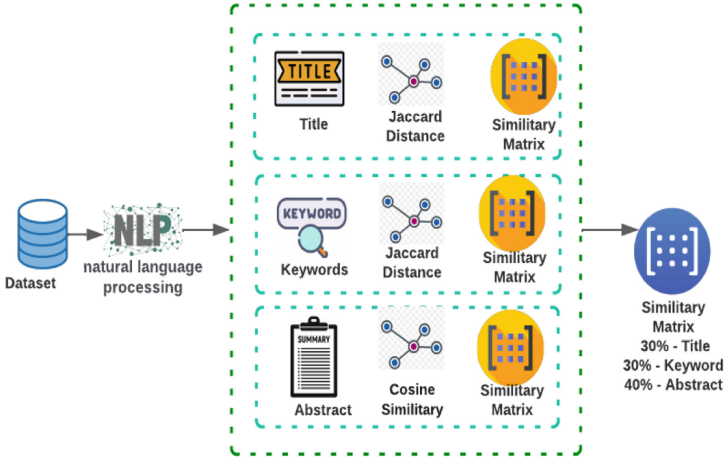 Dataset
NLP
natural language
processing
TITLE
Title
Jaccard
Distance
Similitary
Matrix
KEYWORD
Keywords
Jaccard
Distance
Similitary
Matrix
SUMMARY
Abstract
Cosine
Similitary
Similitary
Matrix
Similitary
Matrix
30% - Title
30% - Keyword
40% - Abstract